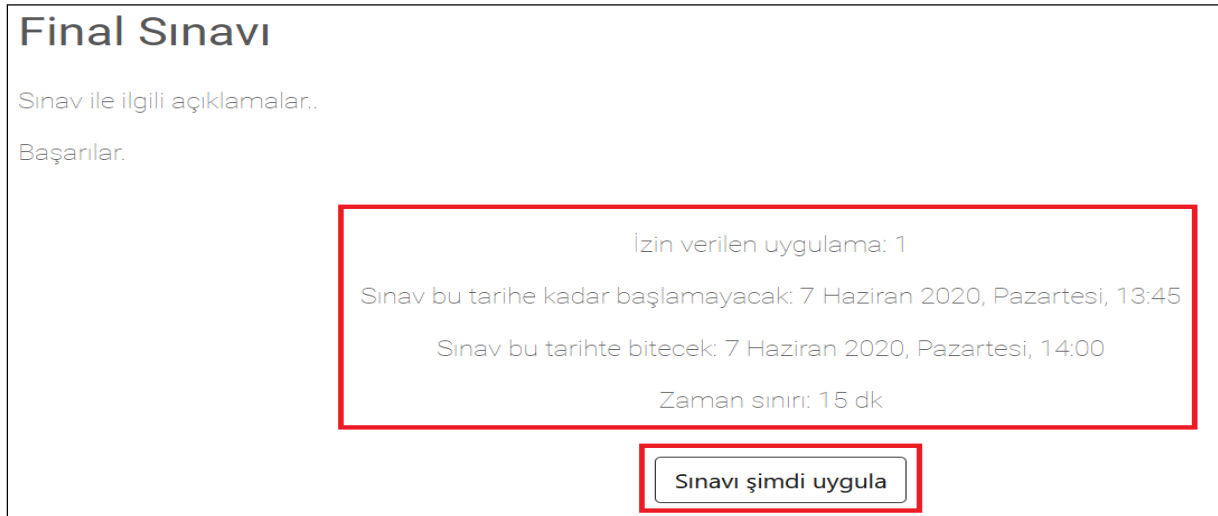 Final Sınavı
Sınav ile ilgili açıklamalar..
Başarılar.
İzin verilen uygulama: 1
Sınav bu tarihe kadar başlamayacak: 7 Haziran 2020, Pazartesi, 13:45
Sınav bu tarihte bitecek: 7 Haziran 2020, Pazartesi, 14:00
Zaman sınırı: 15 dk
Sınavı şimdi uygula